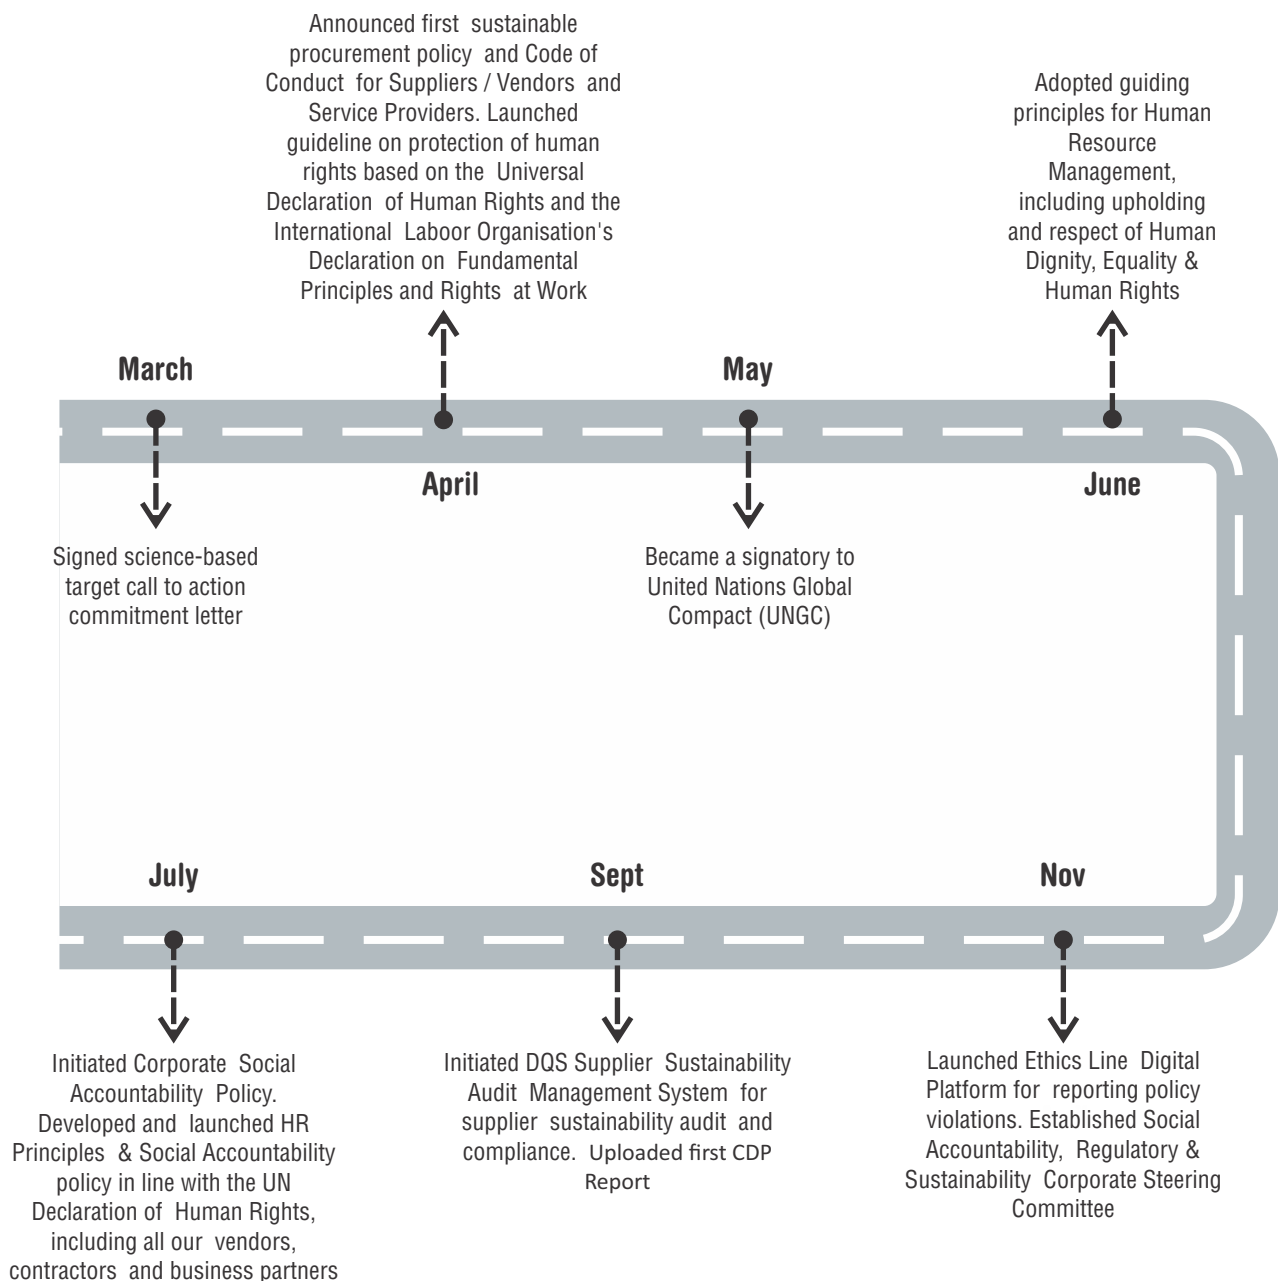 Announced first sustainable
procurement policy and Code of
Conduct for Suppliers / Vendors and
Service Providers. Launched
guideline on protection of human
rights based on the Universal
Declaration of Human Rights and the
International Laboor Organisation's
Declaration on Fundamental
Principles and Rights at Work
Adopted guiding
principles for Human
Resource
Management,
including upholding
and respect of Human
Dignity, Equality &
Human Rights
March
May
April
June
Signed science-based
target call to action
commitment letter
Became a signatory to
United Nations Global
Compact (UNGC)
July
Sept
Nov
Initiated Corporate Social
Accountability Policy.
Developed and launched HR
Principles & Social Accountability
policy in line with the UN
Declaration of Human Rights,
including all our vendors,
contractors and business partners
Initiated DQS Supplier Sustainability
Audit Management System for
supplier sustainability audit and
compliance. Uploaded first CDP
Report
Launched Ethics Line Digital
Platform for reporting policy
violations. Established Social
Accountability, Regulatory &
Sustainability Corporate Steering
Committee